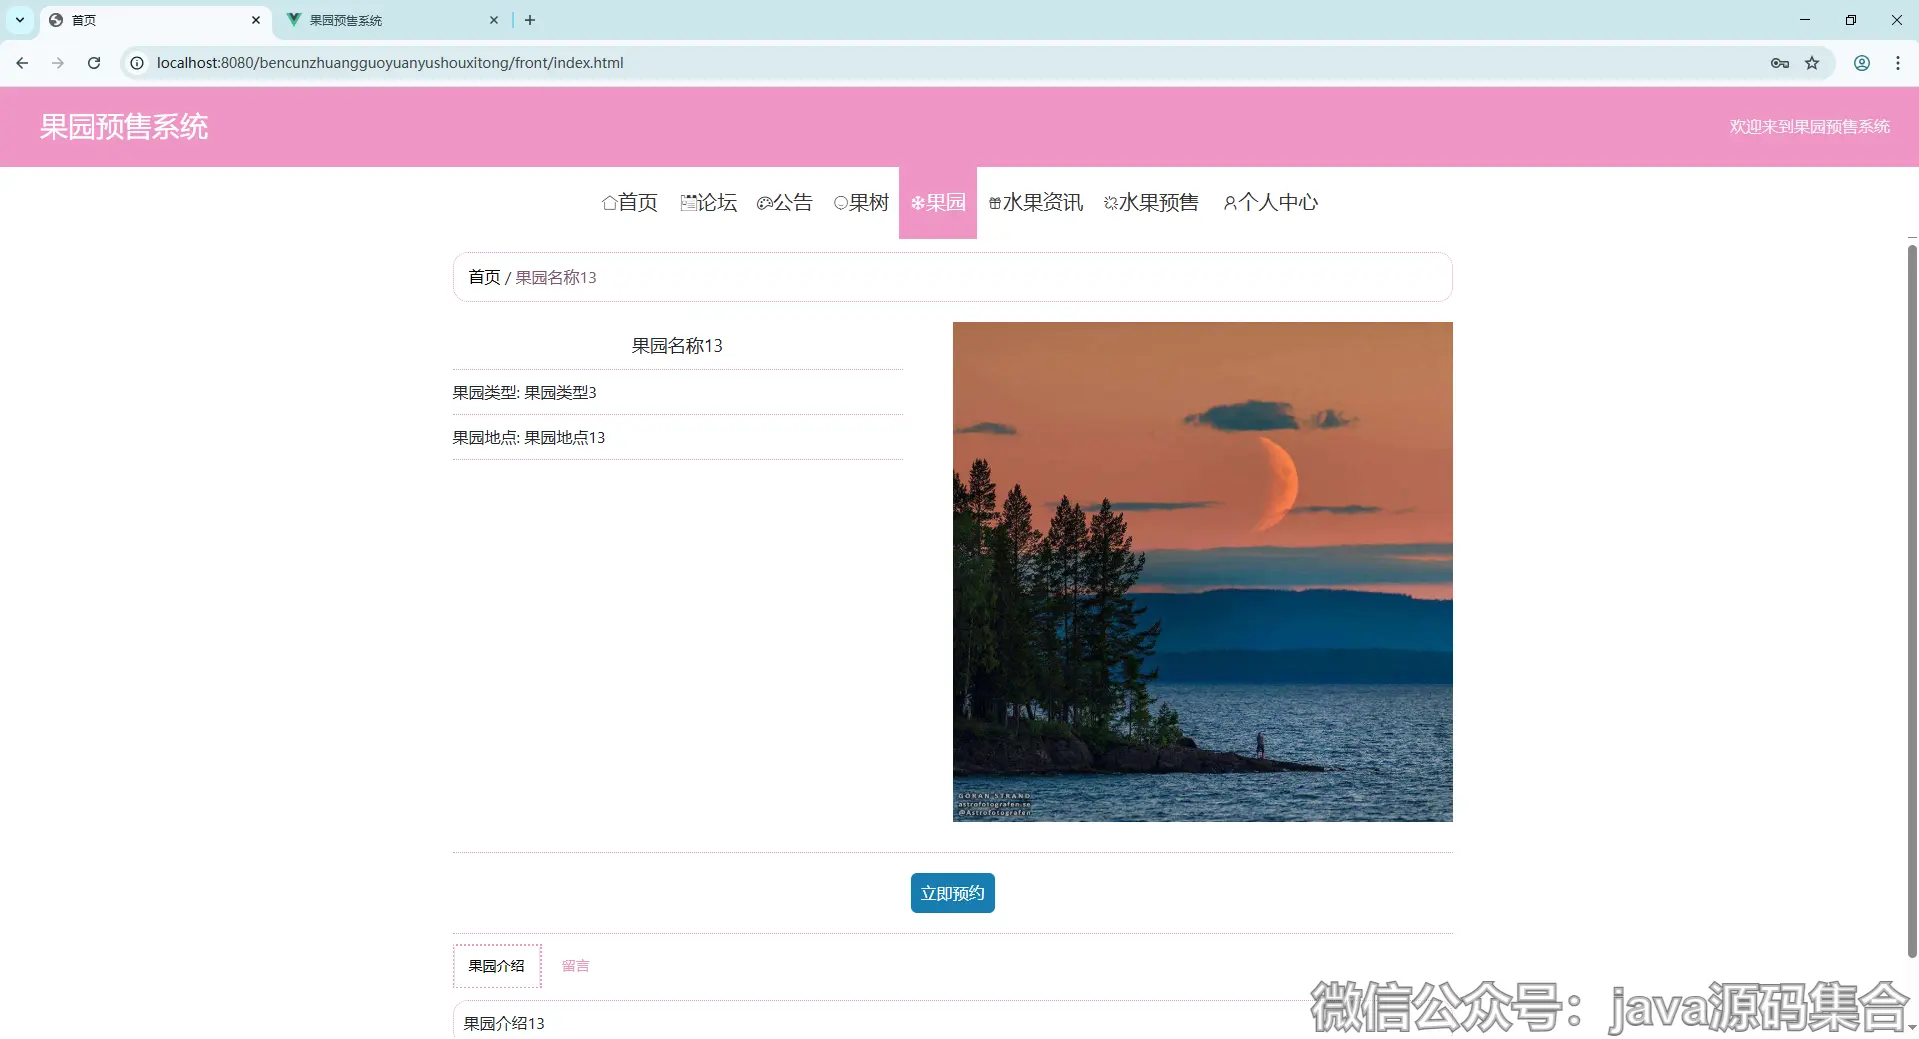 首页
果园预售系统
localhost:8080/bencunzhuangguoyuanyushouxitong/front/index.html
果园预售系统
欢迎来到果园预售系统
首页 论坛 公告 果树 果园 水果资讯 水果预售 个人中心
首页 / 果园名称13
果园名称13
果园类型: 果园类型3
果园地点: 果园地点13
GÖRAN STRAND
astrofotografen.se
@Astrofotografen
立即预约
果园介绍 留言
果园介绍13
微信公众号：java源码集合